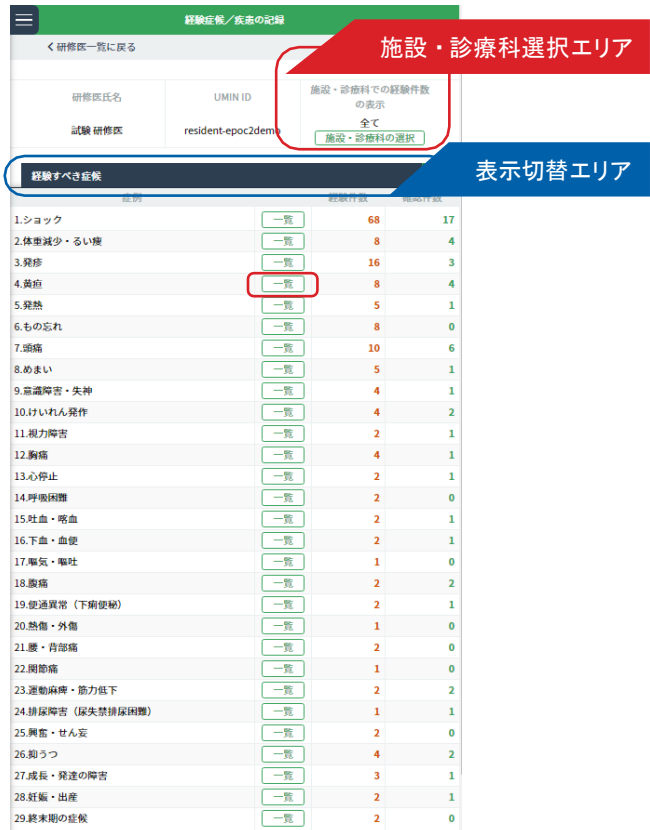 経験症候／疾患の記録
研修医一覧に戻る
施設・診療科選択エリア
研修医氏名
UMIN ID
施設・診療科での経験件数
の表示
試験 研修医
resident-epoc2demo
全て
施設・診療科の選択
表示切替エリア
経験すべき症候
症例 経験件数 確認件数
1.ショック 一覧 68 17
2.体重減少・るい痩 一覧 8 4
3.発疹 一覧 16 3
4.黄疸 一覧 8 4
5.発熱 一覧 5 1
6.もの忘れ 一覧 8 0
7.頭痛 一覧 10 6
8.めまい 一覧 5 1
9.意識障害・失神 一覧 4 1
10.けいれん発作 一覧 4 2
11.視力障害 一覧 2 1
12.胸痛 一覧 4 1
13.心停止 一覧 2 1
14.呼吸困難 一覧 2 0
15.吐血・喀血 一覧 2 1
16.下血・血便 一覧 2 1
17.嘔気・嘔吐 一覧 1 0
18.腹痛 一覧 2 2
19.便通異常（下痢便秘） 一覧 2 1
20.熱傷・外傷 一覧 1 0
21.腰・背部痛 一覧 2 0
22.関節痛 一覧 1 0
23.運動麻痺・筋力低下 一覧 2 2
24.排尿障害（尿失禁排尿困難） 一覧 1 1
25.興奮・せん妄 一覧 2 0
26.抑うつ 一覧 4 2
27.成長・発達の障害 一覧 3 1
28.妊娠・出産 一覧 2 1
29.終末期の症候 一覧 2 0